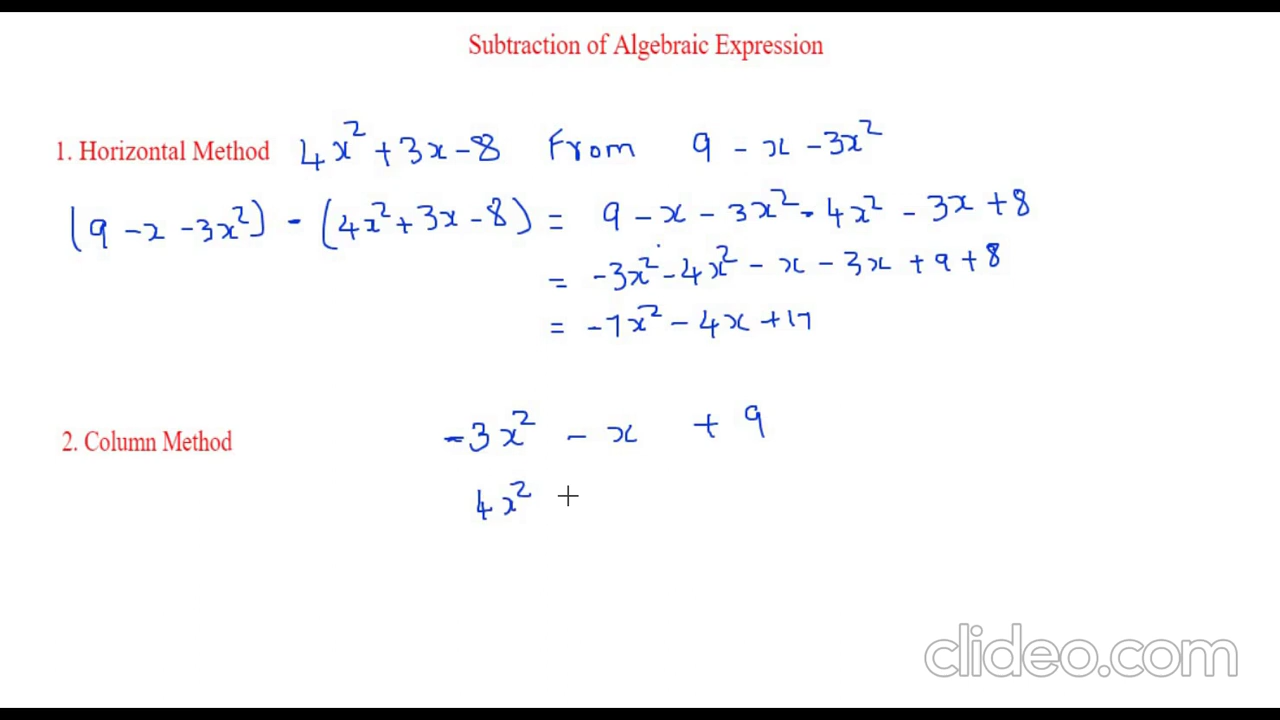 Subtraction of Algebraic Expression
1. Horizontal Method 4x² + 3x - 8 From 9 - x - 3x²
(9 - x - 3x²) - (4x² + 3x - 8) = 9 - x - 3x² - 4x² - 3x + 8
= -3x² - 4x² - x - 3x + 9 + 8
= -7x² - 4x + 17
2. Column Method -3x² - x + 9
4x² +
clideo.com